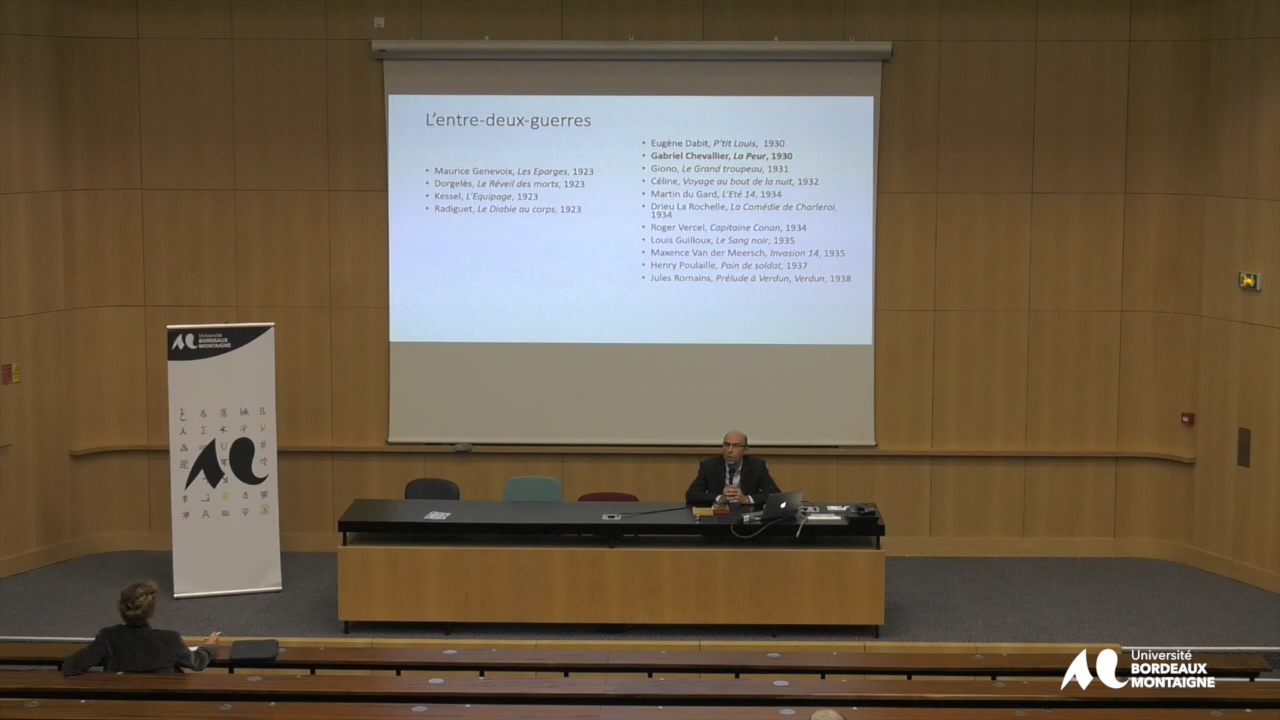 L'entre-deux-guerres
• Maurice Genevoix, Les Eparges, 1923
• Dorgelès, Le Réveil des morts, 1923
• Kessel, L'Equipage, 1923
• Radiguet, Le Diable au corps, 1923
• Eugène Dabit, P'tit Louis, 1930
• Gabriel Chevallier, La Peur, 1930
• Giono, Le Grand troupeau, 1931
• Céline, Voyage au bout de la nuit, 1932
• Martin du Gard, L'Eté 14, 1934
• Drieu La Rochelle, La Comédie de Charleroi,
1934
• Roger Vercel, Capitaine Conan, 1934
• Louis Guilloux, Le Sang noir, 1935
• Maxence Van der Meersch, Invasion 14, 1935
• Henry Poulaille, Pain de soldat, 1937
• Jules Romains, Prélude à Verdun, Verdun, 1938
Université
BORDEAUX
MONTAIGNE
Université
BORDEAUX
MONTAIGNE